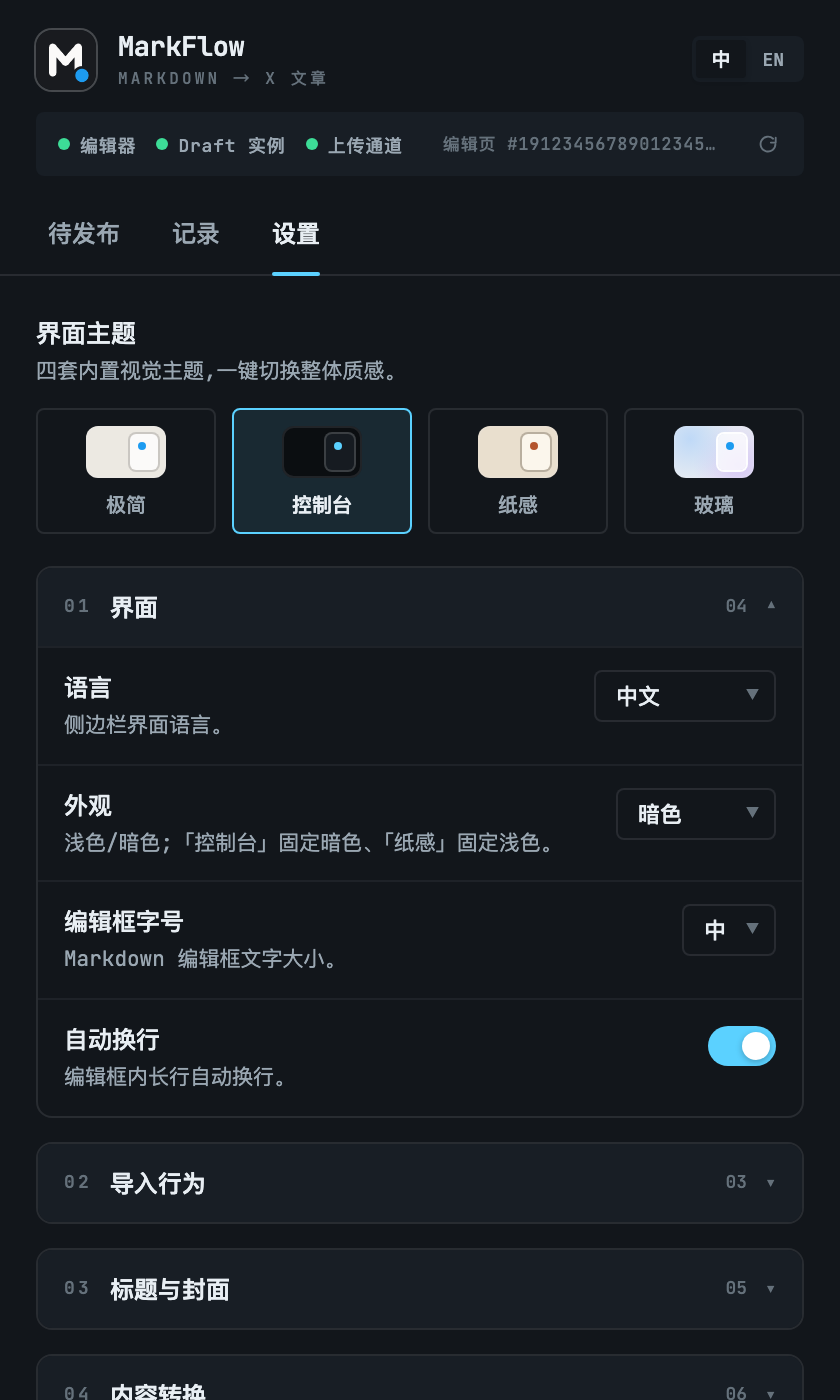 MarkFlow
MARKDOWN → X 文章
中 EN
编辑器 Draft 实例 上传通道 编辑页 #19123456789012345…
待发布 记录 设置
界面主题
四套内置视觉主题,一键切换整体质感。
极简 控制台 纸感 玻璃
01 界面 04 ▲
语言
中文 ▼
侧边栏界面语言。
外观
暗色 ▼
浅色/暗色;「控制台」固定暗色、「纸感」固定浅色。
编辑框字号
中 ▼
Markdown 编辑框文字大小。
自动换行
编辑框内长行自动换行。
02 导入行为 03 ▼
03 标题与封面 05 ▼
04 内容转换 06 ▼